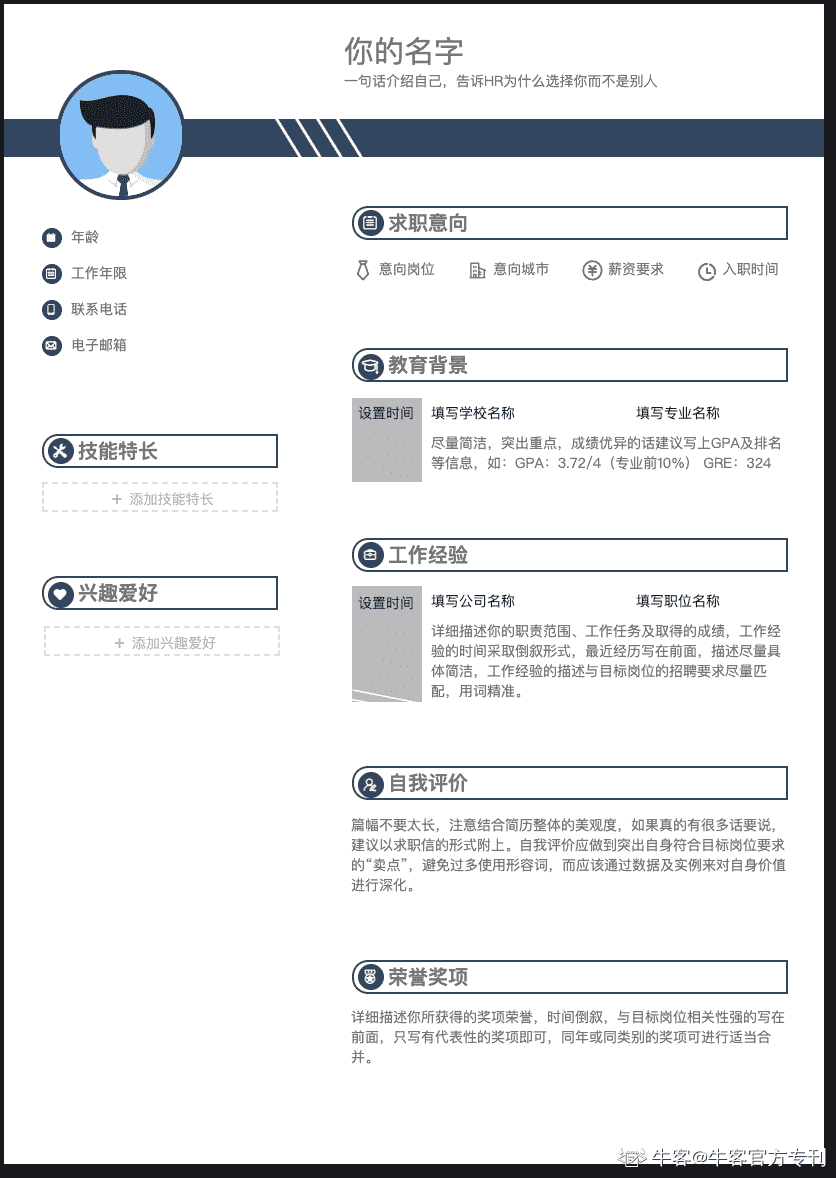 你的名字
一句话介绍自己，告诉HR为什么选择你而不是别人
年龄
工作年限
联系电话
电子邮箱
技能特长
+ 添加技能特长
兴趣爱好
+ 添加兴趣爱好
求职意向
意向岗位 意向城市 薪资要求 入职时间
教育背景
设置时间 填写学校名称 填写专业名称
尽量简洁，突出重点，成绩优异的话建议写上GPA及排名
等信息，如：GPA：3.72/4（专业前10%） GRE：324
工作经验
设置时间 填写公司名称 填写职位名称
详细描述你的职责范围、工作任务及取得的成绩，工作经
验的时间采取倒叙形式，最近经历写在前面，描述尽量具
体简洁，工作经验的描述与目标岗位的招聘要求尽量匹
配，用词精准。
自我评价
篇幅不要太长，注意结合简历整体的美观度，如果真的有很多话要说，
建议以求职信的形式附上。自我评价应做到突出自身符合目标岗位要求
的“卖点”，避免过多使用形容词，而应该通过数据及实例来对自身价值
进行深化。
荣誉奖项
详细描述你所获得的奖项荣誉，时间倒叙，与目标岗位相关性强的写在
前面，只写有代表性的奖项即可，同年或同类别的奖项可进行适当合
并。
牛客@牛客官方专刊